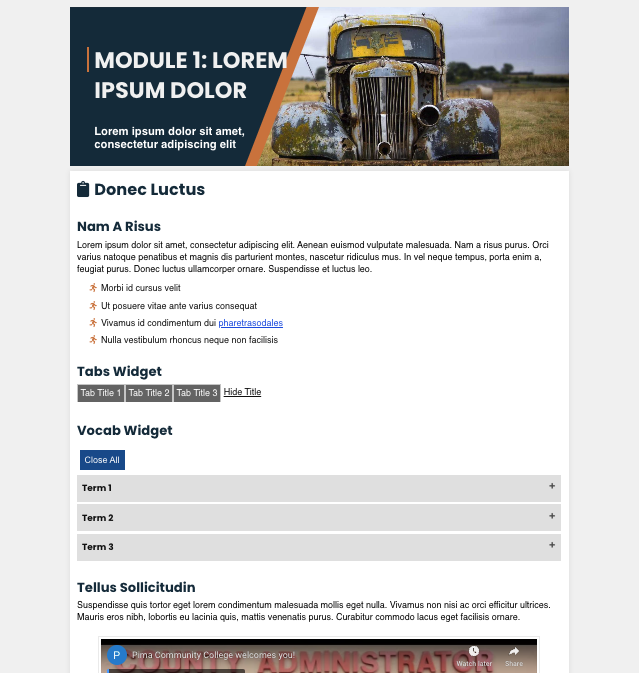 MODULE 1: LOREM
IPSUM DOLOR
Lorem ipsum dolor sit amet,
consectetur adipiscing elit
Donec Luctus
Nam A Risus
Lorem ipsum dolor sit amet, consectetur adipiscing elit. Aenean euismod vulputate malesuada. Nam a risus purus. Orci
varius natoque penatibus et magnis dis parturient montes, nascetur ridiculus mus. In vel neque tempus, porta enim a,
feugiat purus. Donec luctus ullamcorper ornare. Suspendisse et luctus leo.
Morbi id cursus velit
Ut posuere vitae ante varius consequat
Vivamus id condimentum dui pharetrasodales
Nulla vestibulum rhoncus neque non facilisis
Tabs Widget
Tab Title 1 Tab Title 2 Tab Title 3 Hide Title
Vocab Widget
Close All
Term 1 +
Term 2 +
Term 3 +
Tellus Sollicitudin
Suspendisse quis tortor eget lorem condimentum malesuada mollis eget nulla. Vivamus non nisi ac orci efficitur ultrices.
Mauris eros nibh, lobortis eu lacinia quis, mattis venenatis purus. Curabitur commodo lacus eget facilisis ornare.
P Pima Community College welcomes you!
Watch later Share
COUNTY ADMINISTRATOR